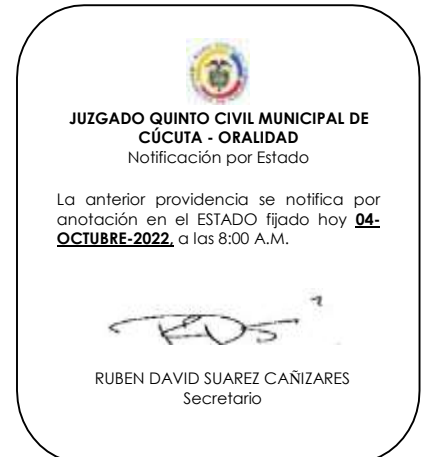 JUZGADO QUINTO CIVIL MUNICIPAL DE
CÚCUTA - ORALIDAD
Notificación por Estado
La anterior providencia se notifica por
anotación en el ESTADO fijado hoy 04-
OCTUBRE-2022, a las 8:00 A.M.
RUBEN DAVID SUAREZ CAÑIZARES
Secretario